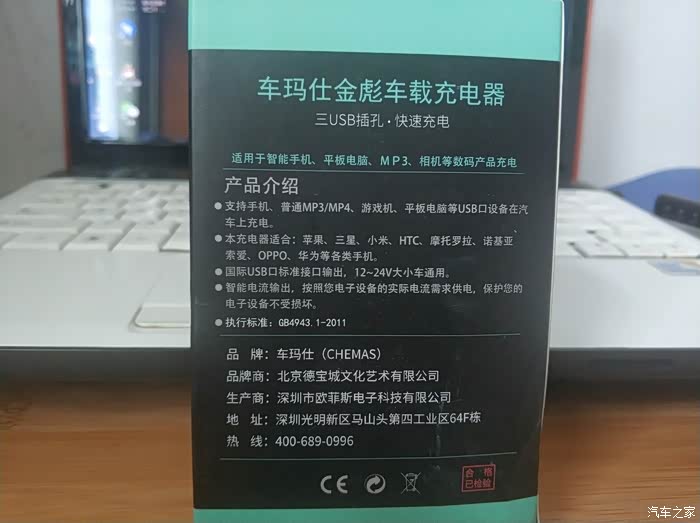 车玛仕金彪车载充电器
三USB插孔·快速充电
适用于智能手机、平板电脑、MP3、相机等数码产品充电
产品介绍
●支持手机、普通MP3/MP4、游戏机、平板电脑等USB口设备在汽
车上充电。
●本充电器适合：苹果、三星、小米、HTC、摩托罗拉、诺基亚
索爱、OPPO、华为等各类手机。
●国际USB口标准接口输出，12~24V大小车通用。
●智能电流输出，按照您电子设备的实际电流需求供电，保护您的
电子设备不受损坏。
●执行标准：GB4943.1-2011
品 牌：车玛仕（CHEMAS）
品牌商：北京德宝城文化艺术有限公司
生产商：深圳市欧菲斯电子科技有限公司
地 址：深圳光明新区马山头第四工业区64F栋
热 线：400-689-0996
CE FC
合格
已检验
汽车之家